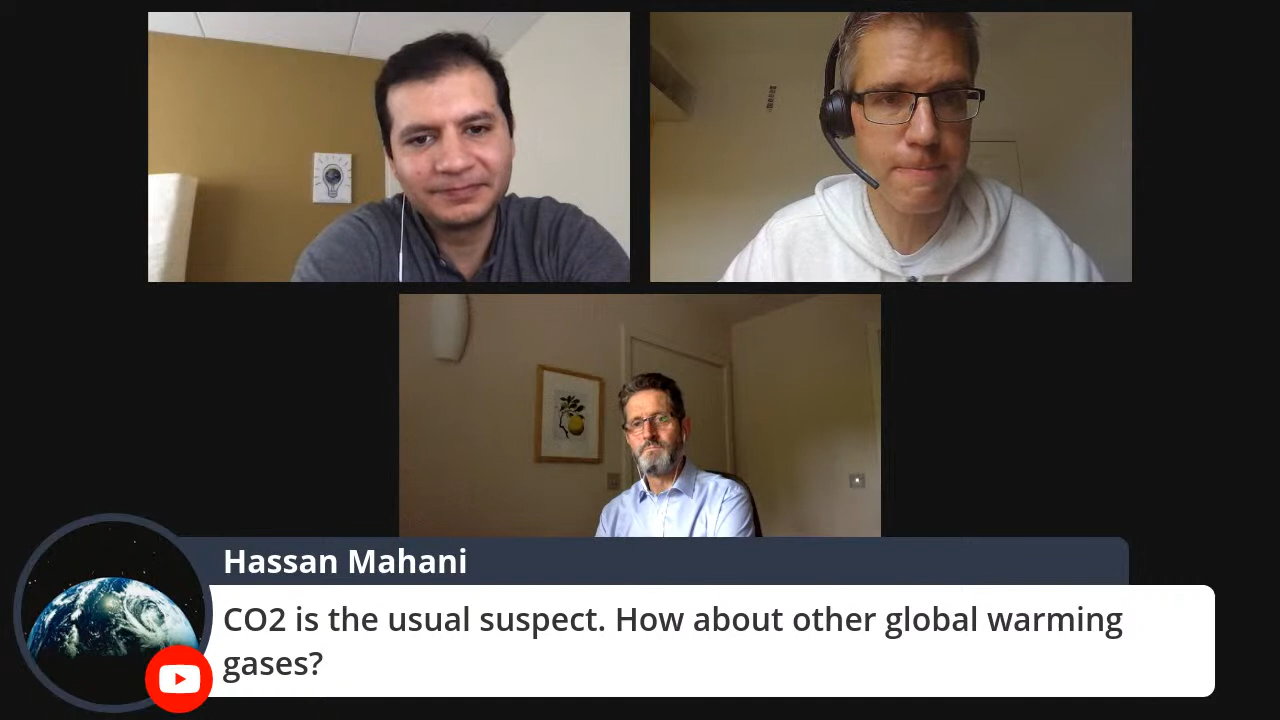 Hassan Mahani
CO2 is the usual suspect. How about other global warming
gases?